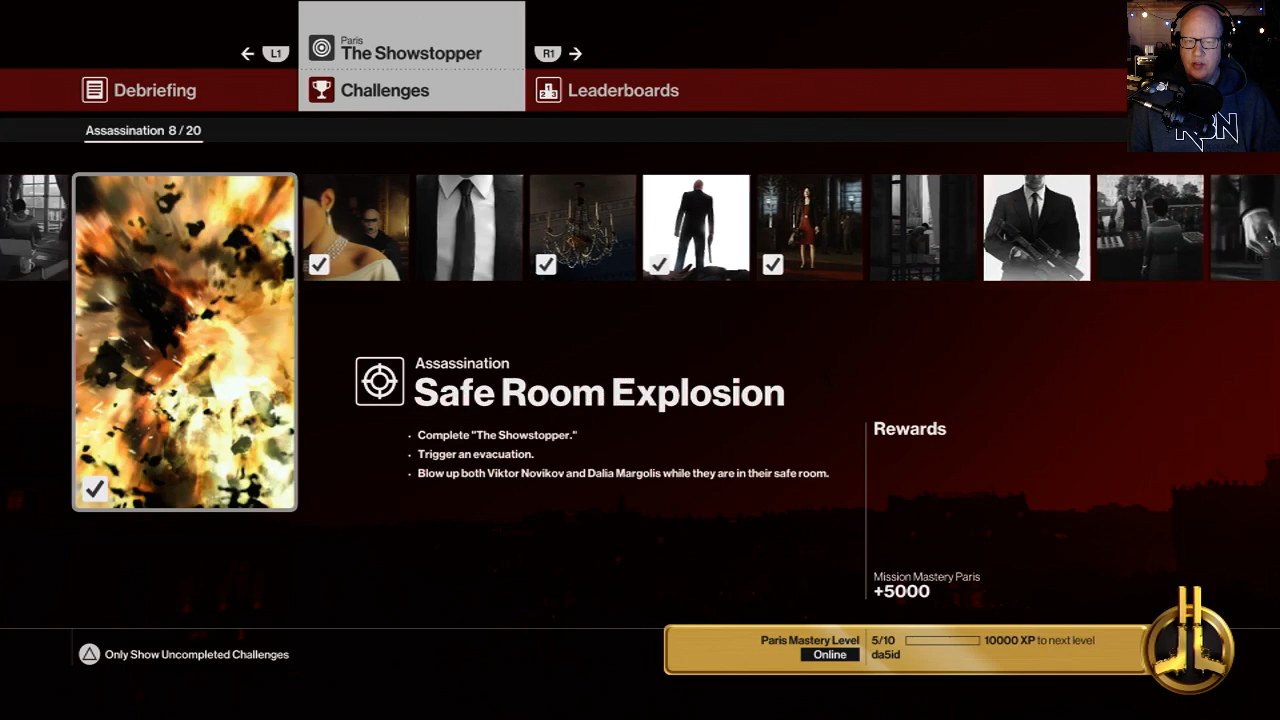 L1
Paris
The Showstopper
R1
Debriefing
Challenges
Leaderboards
Assassination 8 / 20
Assassination
Safe Room Explosion
Complete "The Showstopper."
Trigger an evacuation.
Blow up both Viktor Novikov and Dalia Margolis while they are in their safe room.
Rewards
Mission Mastery Paris
+5000
Only Show Uncompleted Challenges
Paris Mastery Level 5/10 10000 XP to next level
Online da5id